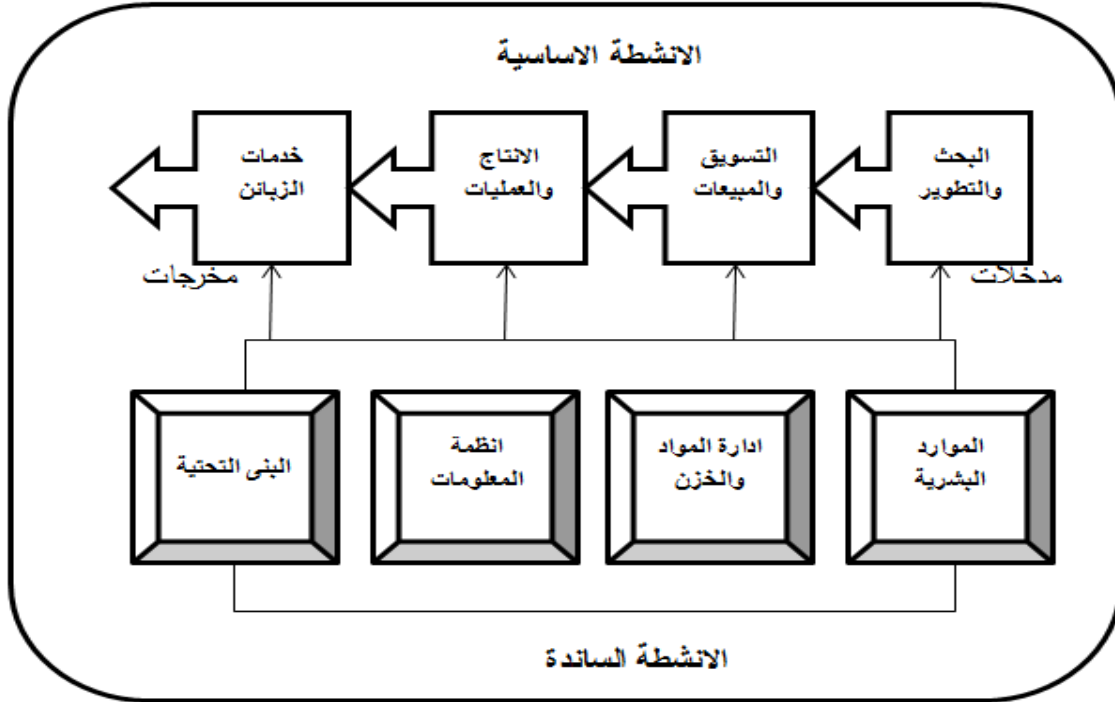 الانشطة الاساسية
البحث
والتطوير
التسويق
والمبيعات
الانتاج
والعمليات
خدمات
الزبائن
مدخلات
مخرجات
الموارد
البشرية
ادارة المواد
والخزن
انظمة
المعلومات
البنى التحتية
الانشطة الساندة